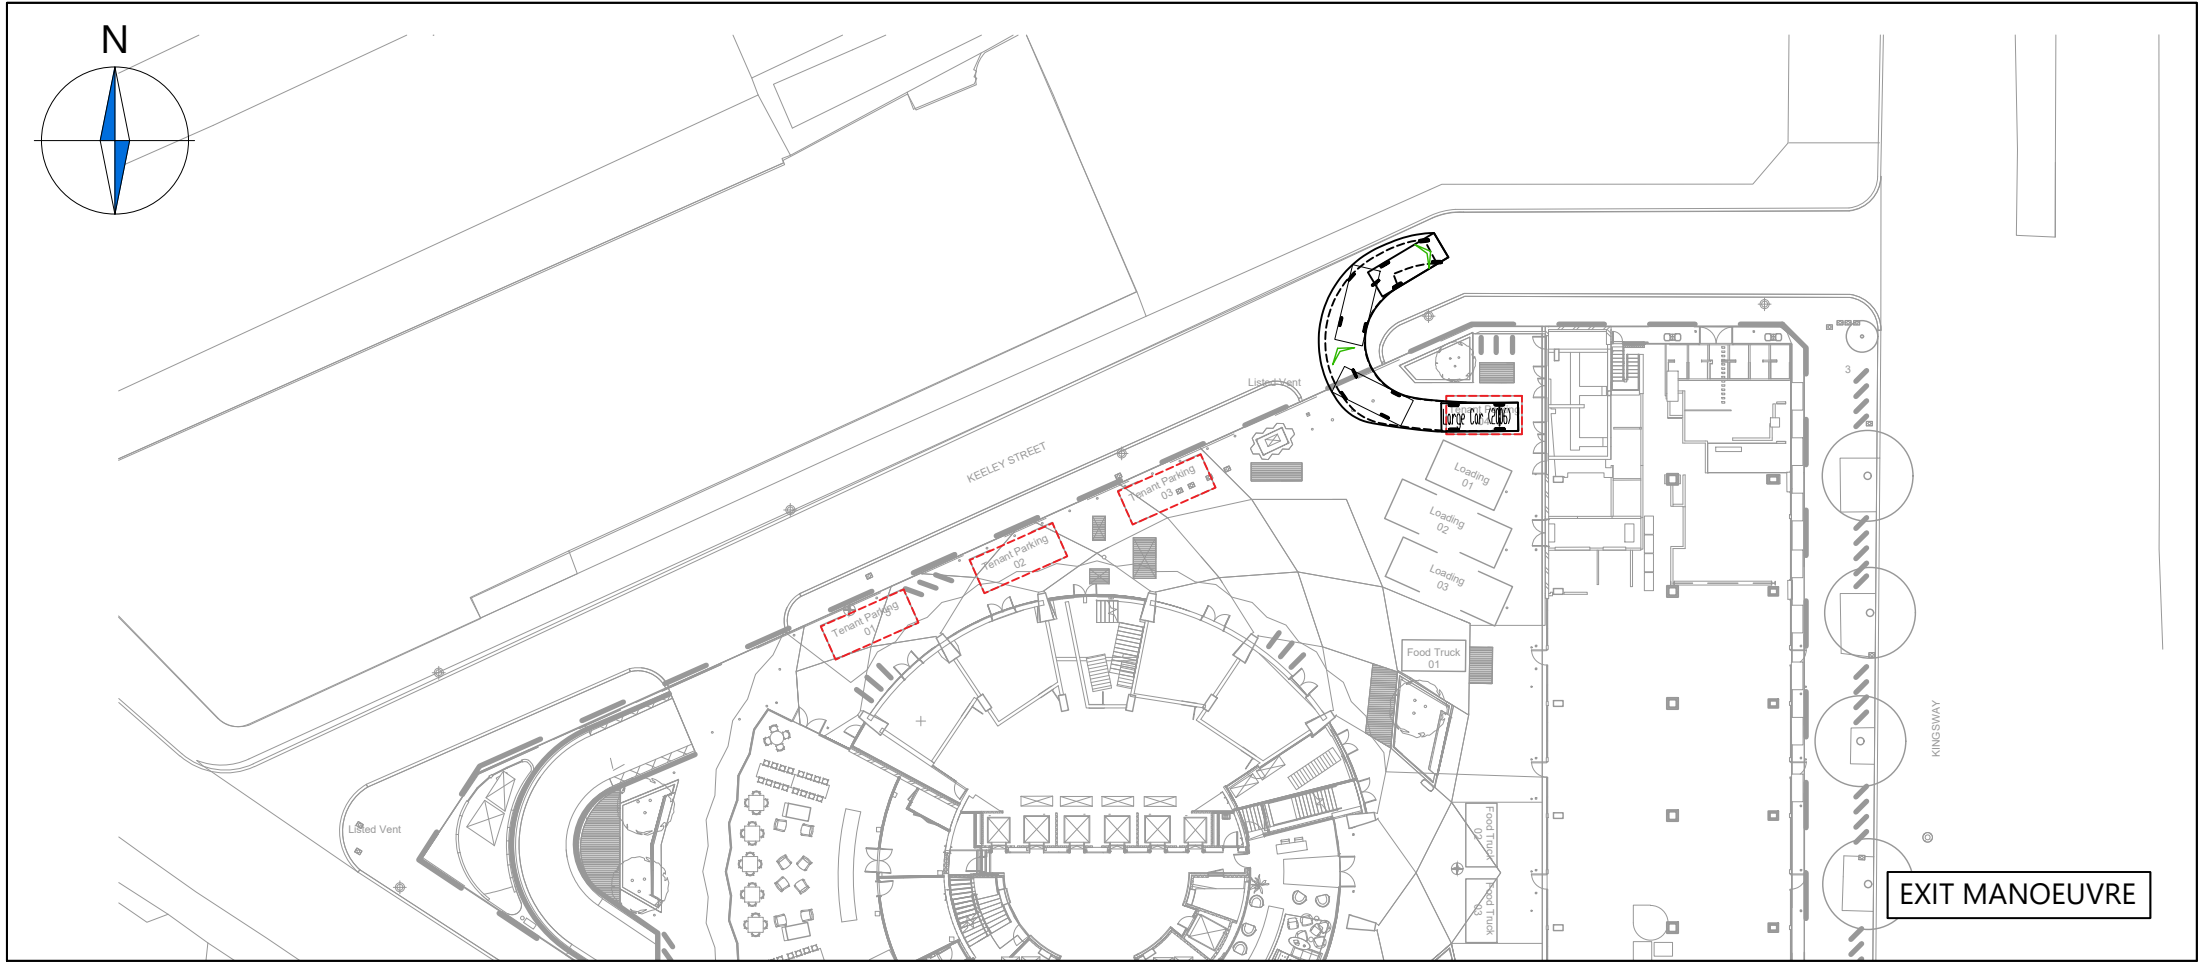 N
3
Listed Vent
Large Car (2006)
KEELEY STREET
Loading
01
Tenant Parking
03
Loading
02
Tenant Parking
02
Loading
03
Tenant Parking
01
Food Truck
01
KINGSWAY
Listed Vent
Food Truck
02
Food Truck
03
EXIT MANOEUVRE